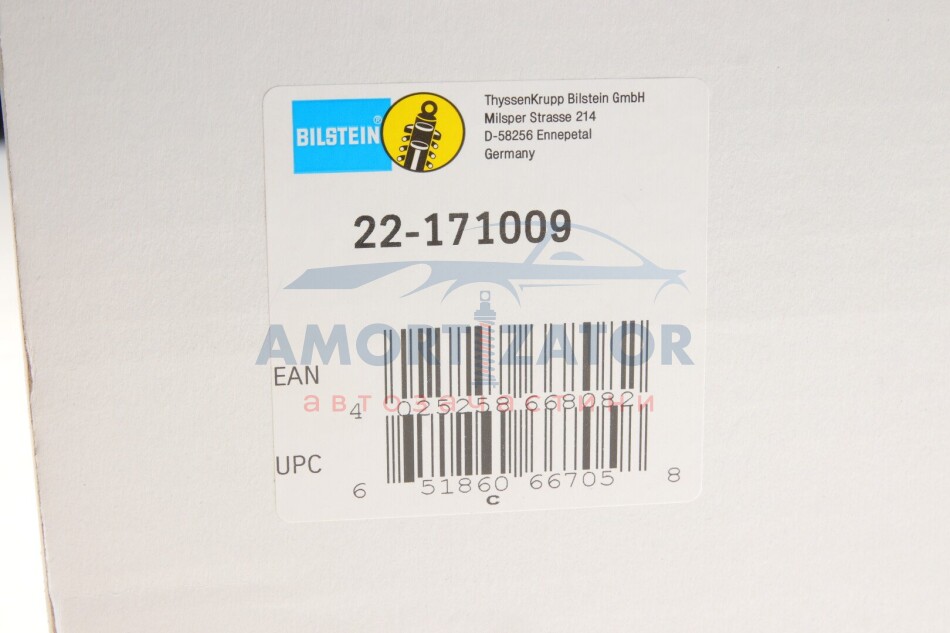 BILSTEIN®
ThyssenKrupp Bilstein GmbH
Milsper Strasse 214
D-58256 Ennepetal
Germany
22-171009
AMORTIZATOR
автозачастини
EAN
4 025258 668082
UPC
6 51860 66705 8
C